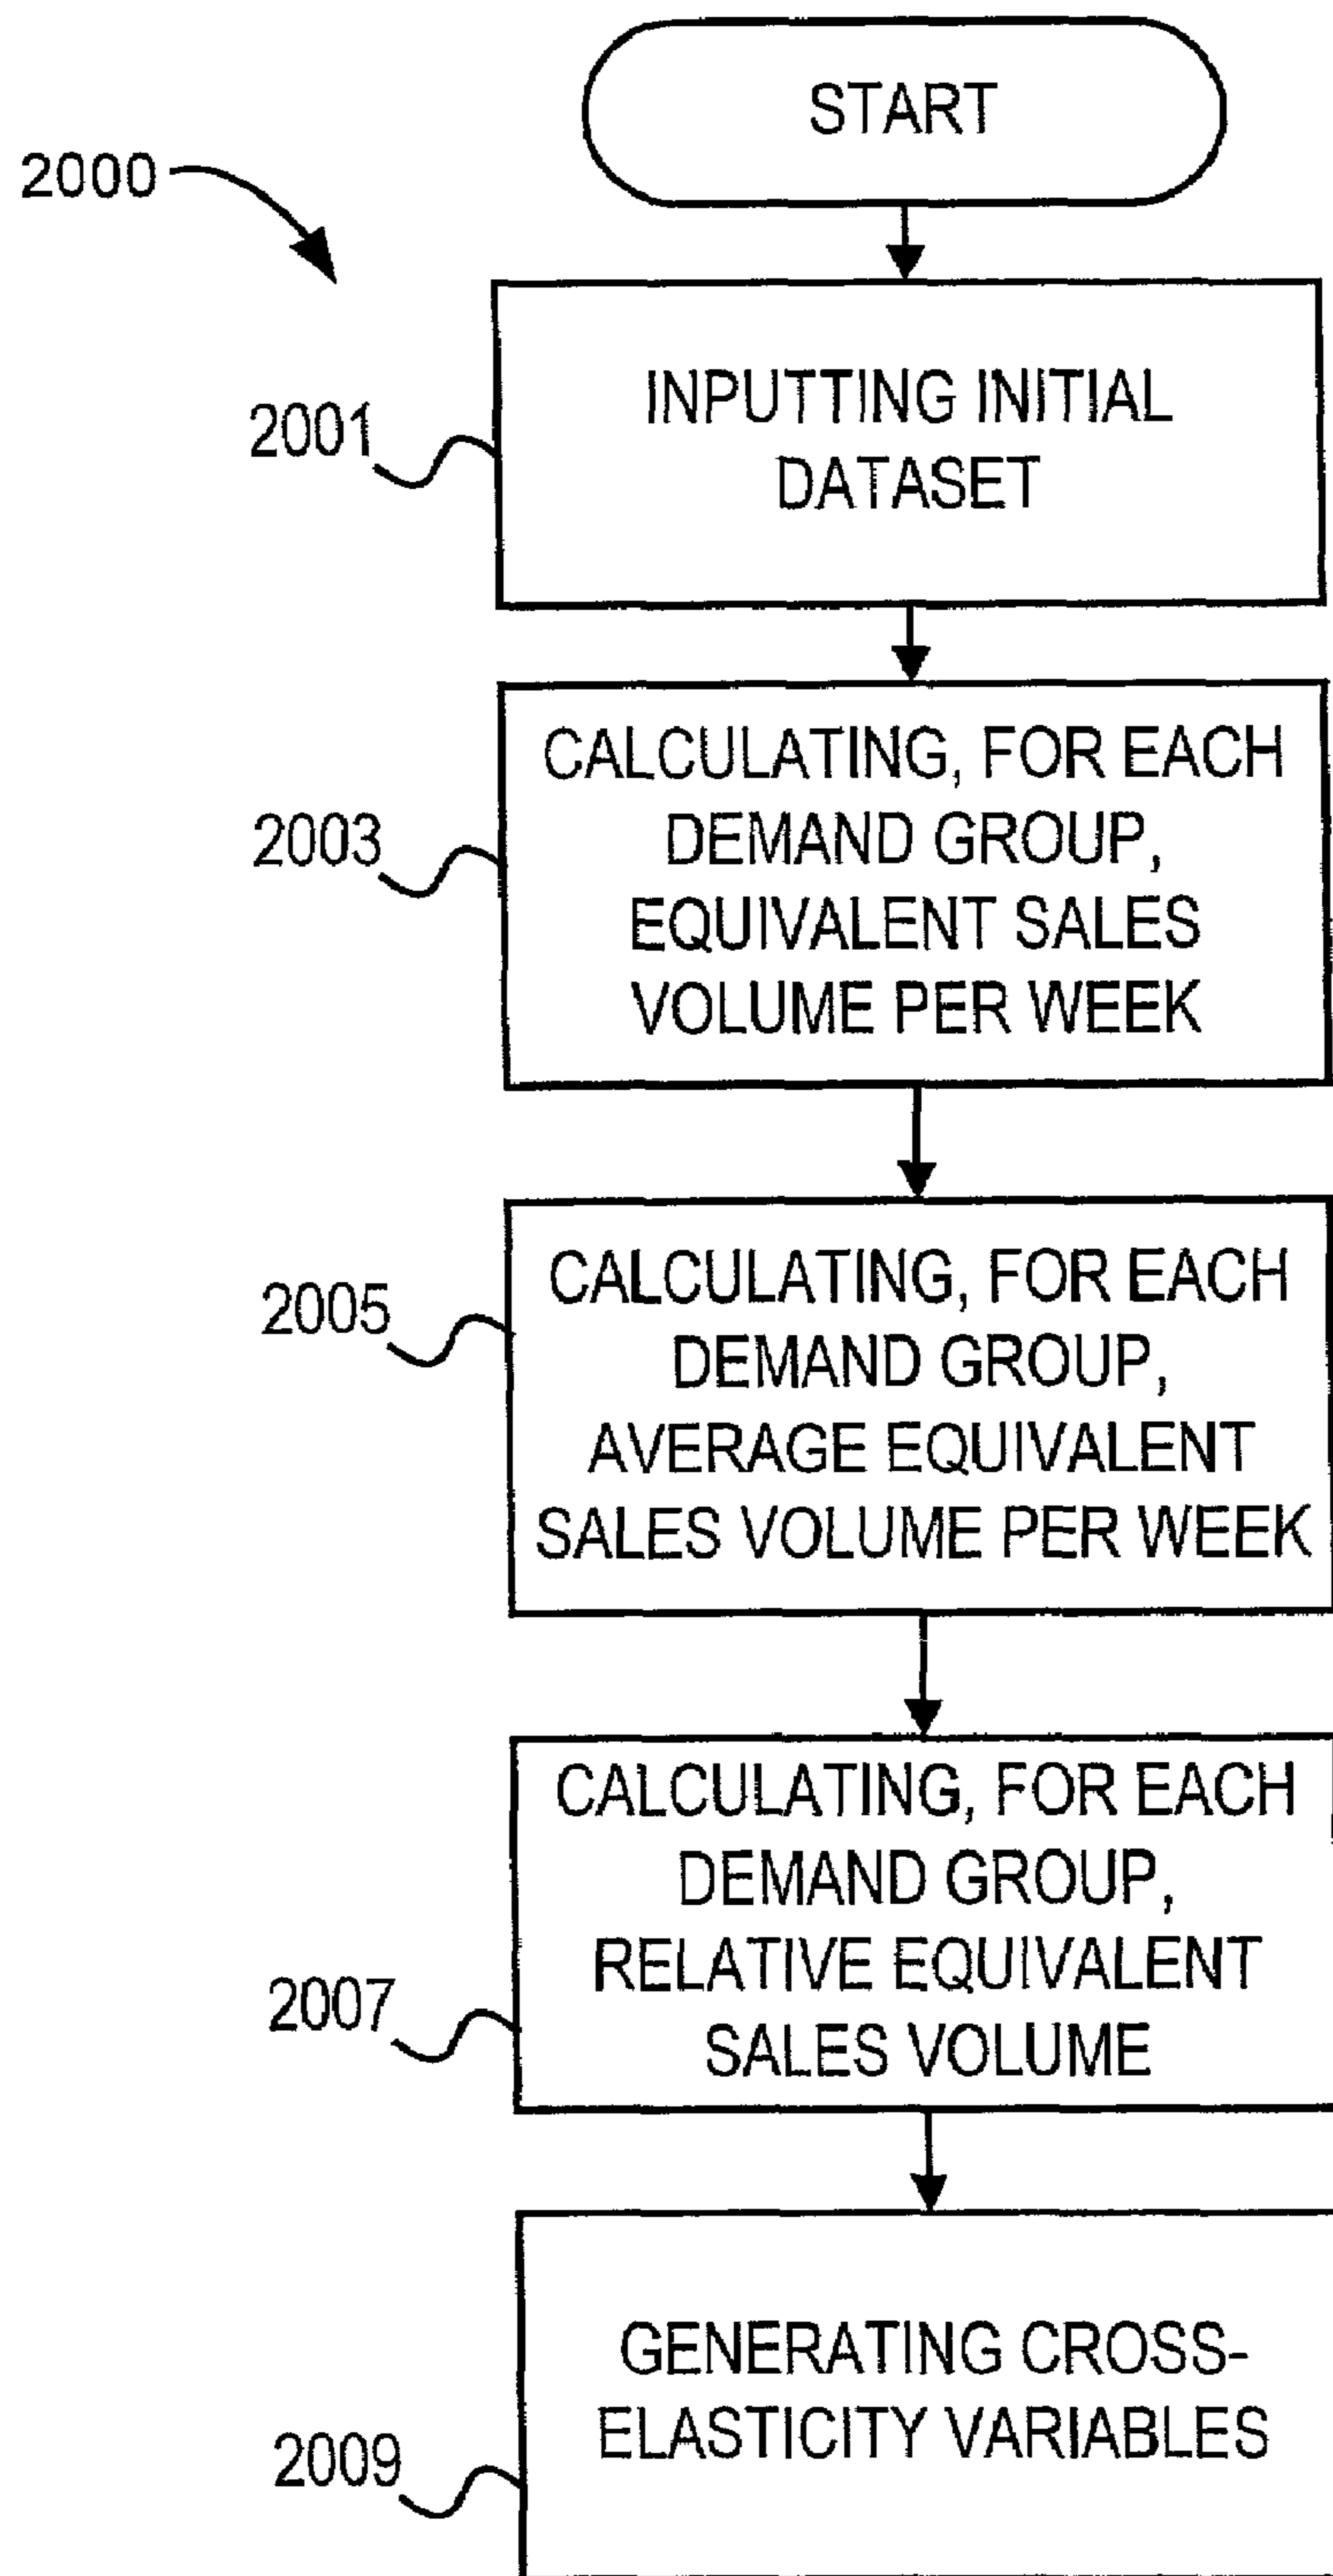 START
2000
INPUTTING INITIAL
DATASET
2001
CALCULATING, FOR EACH
DEMAND GROUP,
EQUIVALENT SALES
VOLUME PER WEEK
2003
CALCULATING, FOR EACH
DEMAND GROUP,
AVERAGE EQUIVALENT
SALES VOLUME PER WEEK
2005
CALCULATING, FOR EACH
DEMAND GROUP,
RELATIVE EQUIVALENT
SALES VOLUME
2007
GENERATING CROSS-
ELASTICITY VARIABLES
2009